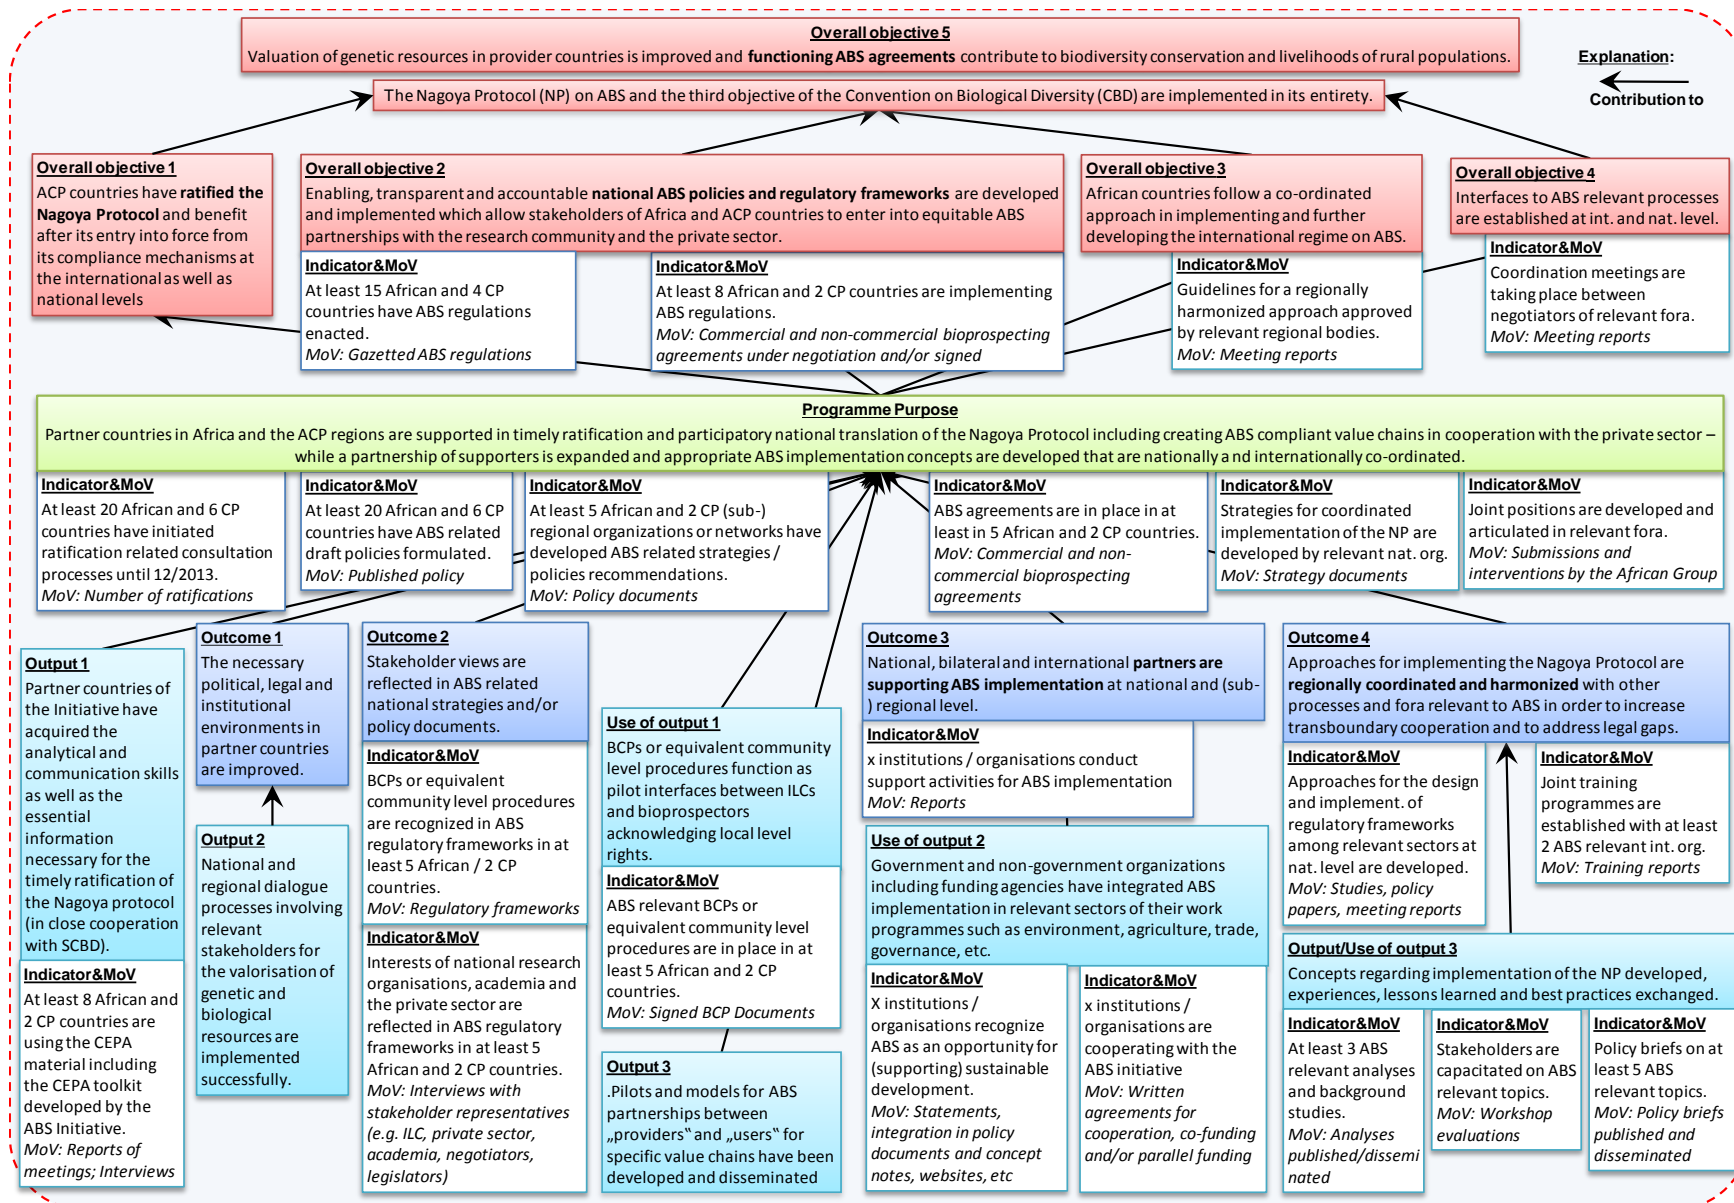 Overall objective 5
Valuation of genetic resources in provider countries is improved and functioning ABS agreements contribute to biodiversity conservation and livelihoods of rural populations.
Explanation:
Contribution to
The Nagoya Protocol (NP) on ABS and the third objective of the Convention on Biological Diversity (CBD) are implemented in its entirety.
Overall objective 1
ACP countries have ratified the
Nagoya Protocol and benefit
after its entry into force from
its compliance mechanisms at
the international as well as
national levels
Overall objective 2
Enabling, transparent and accountable national ABS policies and regulatory frameworks are developed
and implemented which allow stakeholders of Africa and ACP countries to enter into equitable ABS
partnerships with the research community and the private sector.
Indicator&MoV
At least 15 African and 4 CP
countries have ABS regulations
enacted.
MoV: Gazetted ABS regulations
Indicator&MoV
At least 8 African and 2 CP countries are implementing
ABS regulations.
MoV: Commercial and non-commercial bioprospecting
agreements under negotiation and/or signed
Overall objective 3
African countries follow a co-ordinated
approach in implementing and further
developing the international regime on ABS.
Indicator&MoV
Guidelines for a regionally
harmonized approach approved
by relevant regional bodies.
MoV: Meeting reports
Overall objective 4
Interfaces to ABS relevant processes
are established at int. and nat. level.
Indicator&MoV
Coordination meetings are
taking place between
negotiators of relevant fora.
MoV: Meeting reports
Programme Purpose
Partner countries in Africa and the ACP regions are supported in timely ratification and participatory national translation of the Nagoya Protocol including creating ABS compliant value chains in cooperation with the private sector –
while a partnership of supporters is expanded and appropriate ABS implementation concepts are developed that are nationally and internationally co-ordinated.
Indicator&MoV
At least 20 African and 6 CP
countries have initiated
ratification related consultation
processes until 12/2013.
MoV: Number of ratifications
Indicator&MoV
At least 20 African and 6 CP
countries have ABS related
draft policies formulated.
MoV: Published policy
Indicator&MoV
At least 5 African and 2 CP (sub-)
regional organizations or networks have
developed ABS related strategies /
policies recommendations.
MoV: Policy documents
Indicator&MoV
ABS agreements are in place in at
least in 5 African and 2 CP countries.
MoV: Commercial and non-
commercial bioprospecting
agreements
Indicator&MoV
Strategies for coordinated
implementation of the NP are
developed by relevant nat. org.
MoV: Strategy documents
Indicator&MoV
Joint positions are developed and
articulated in relevant fora.
MoV: Submissions and
interventions by the African Group
Output 1
Partner countries of
the Initiative have
acquired the
analytical and
communication skills
as well as the
essential
information
necessary for the
timely ratification of
the Nagoya protocol
(in close cooperation
with SCBD).
Indicator&MoV
At least 8 African and
2 CP countries are
using the CEPA
material including
the CEPA toolkit
developed by the
ABS Initiative.
MoV: Reports of
meetings; Interviews
Outcome 1
The necessary
political, legal and
institutional
environments in
partner countries
are improved.
Output 2
National and
regional dialogue
processes involving
relevant
stakeholders for
the valorisation of
genetic and
biological
resources are
implemented
successfully.
Outcome 2
Stakeholder views are
reflected in ABS related
national strategies and/or
policy documents.
Indicator&MoV
BCPs or equivalent
community level procedures
are recognized in ABS
regulatory frameworks in at
least 5 African / 2 CP
countries.
MoV: Regulatory frameworks
Indicator&MoV
Interests of national research
organisations, academia and
the private sector are
reflected in ABS regulatory
frameworks in at least 5
African and 2 CP countries.
MoV: Interviews with
stakeholder representatives
(e.g. ILC, private sector,
academia, negotiators,
legislators)
Use of output 1
BCPs or equivalent community
level procedures function as
pilot interfaces between ILCs
and bioprospectors
acknowledging local level
rights.
Indicator&MoV
ABS relevant BCPs or
equivalent community level
procedures are in place in at
least 5 African and 2 CP
countries.
MoV: Signed BCP Documents
Output 3
.Pilots and models for ABS
partnerships between
„providers“ and „users“ for
specific value chains have been
developed and disseminated
Outcome 3
National, bilateral and international partners are
supporting ABS implementation at national and (sub-
) regional level.
Indicator&MoV
x institutions / organisations conduct
support activities for ABS implementation
MoV: Reports
Use of output 2
Government and non-government organizations
including funding agencies have integrated ABS
implementation in relevant sectors of their work
programmes such as environment, agriculture, trade,
governance, etc.
Indicator&MoV
X institutions /
organisations recognize
ABS as an opportunity for
(supporting) sustainable
development.
MoV: Statements,
integration in policy
documents and concept
notes, websites, etc
Indicator&MoV
x institutions /
organisations are
cooperating with the
ABS initiative
MoV: Written
agreements for
cooperation, co-funding
and/or parallel funding
Outcome 4
Approaches for implementing the Nagoya Protocol are
regionally coordinated and harmonized with other
processes and fora relevant to ABS in order to increase
transboundary cooperation and to address legal gaps.
Indicator&MoV
Approaches for the design
and implement. of
regulatory frameworks
among relevant sectors at
nat. level are developed.
MoV: Studies, policy
papers, meeting reports
Indicator&MoV
Joint training
programmes are
established with at least
2 ABS relevant int. org.
MoV: Training reports
Output/Use of output 3
Concepts regarding implementation of the NP developed,
experiences, lessons learned and best practices exchanged.
Indicator&MoV
At least 3 ABS
relevant analyses
and background
studies.
MoV: Analyses
published/dissemi
nated
Indicator&MoV
Stakeholders are
capacitated on ABS
relevant topics.
MoV: Workshop
evaluations
Indicator&MoV
Policy briefs on at
least 5 ABS
relevant topics.
MoV: Policy briefs
published and
disseminated